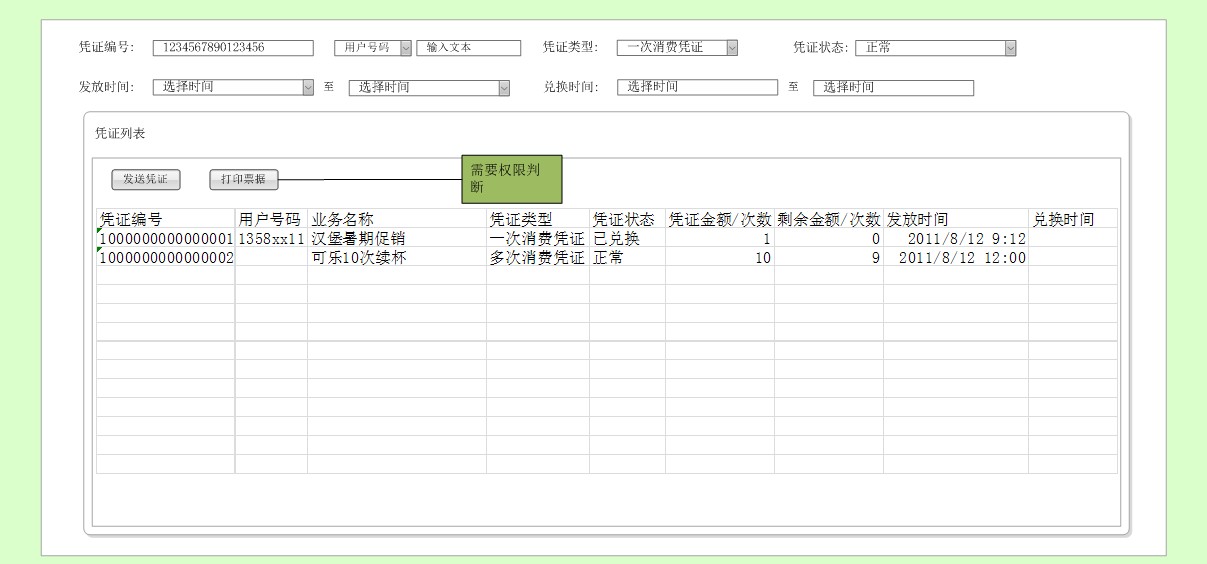 凭证编号: 1234567890123456 用户号码 输入文本 凭证类型: 一次消费凭证 凭证状态: 正常
发放时间: 选择时间 至 选择时间 兑换时间: 选择时间 至 选择时间
凭证列表
发送凭证 打印票据 需要权限判
断
凭证编号 用户号码 业务名称 凭证类型 凭证状态 凭证金额/次数 剩余金额/次数 发放时间 兑换时间
1000000000000001 1358xx11 汉堡暑期促销 一次消费凭证 已兑换 1 0 2011/8/12 9:12
1000000000000002 可乐10次续杯 多次消费凭证 正常 10 9 2011/8/12 12:00